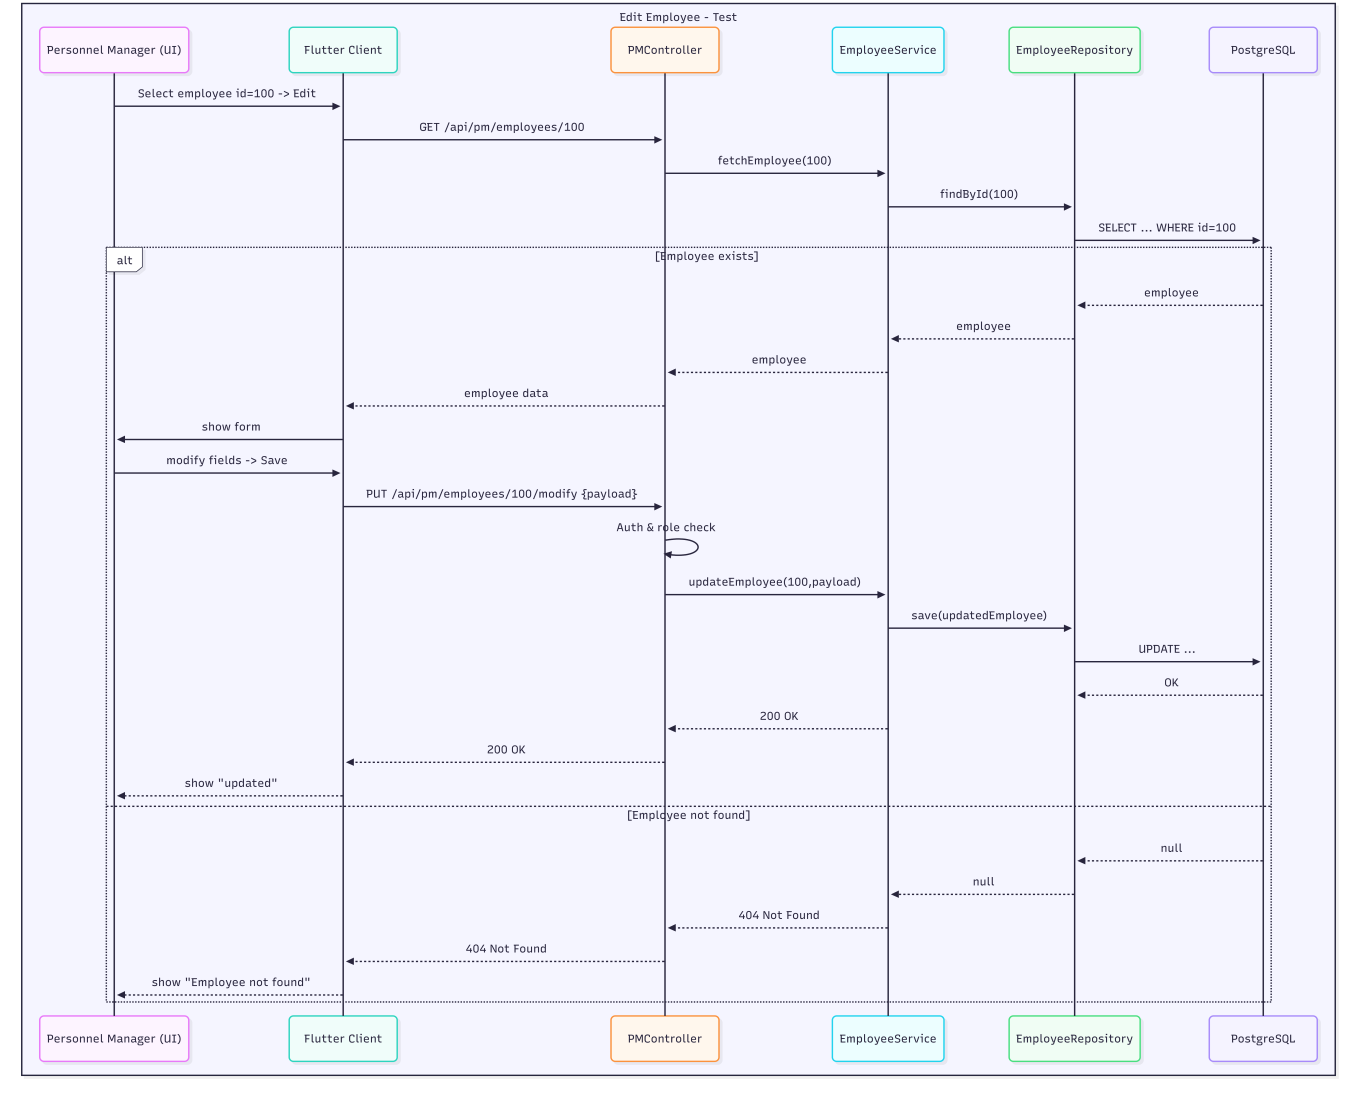 Edit Employee - Test
Personnel Manager (UI)
Flutter Client
PMController
EmployeeService
EmployeeRepository
PostgreSQL
Select employee id=100 -> Edit
GET /api/pm/employees/100
fetchEmployee(100)
findById(100)
SELECT ... WHERE id=100
alt
[Employee exists]
employee
employee
employee
employee data
show form
modify fields -> Save
PUT /api/pm/employees/100/modify {payload}
Auth & role check
updateEmployee(100,payload)
save(updatedEmployee)
UPDATE ...
OK
200 OK
200 OK
show "updated"
[Employee not found]
null
null
404 Not Found
404 Not Found
show "Employee not found"
Personnel Manager (UI)
Flutter Client
PMController
EmployeeService
EmployeeRepository
PostgreSQL